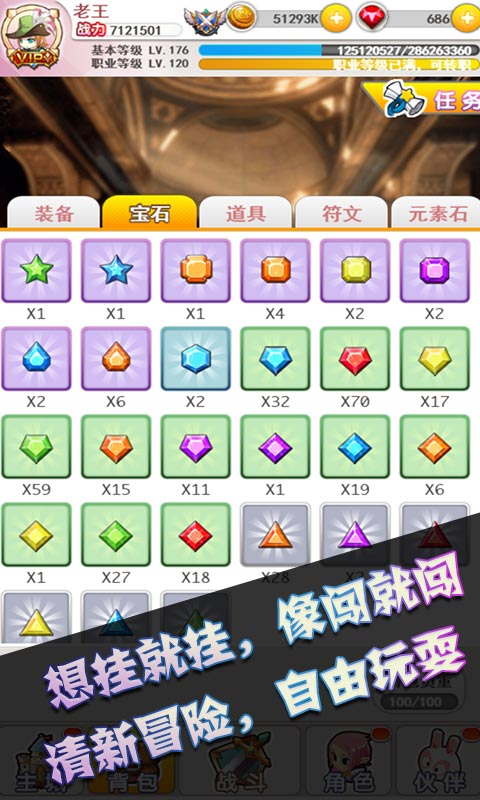 老王
战力 7121501
VIP
51293K
686
基本等级 LV.176 125120527/286263360
职业等级 LV.120 职业等级已满，可转职
任务
装备 宝石 道具 符文 元素石
X1 X1 X1 X4 X2 X2
X2 X6 X2 X32 X70 X17
X59 X15 X11 X1 X19 X6
X1 X27 X18 X28
想挂就挂，像闯就闯
清新冒险，自由玩耍
100/100
背包 战斗 角色 伙伴